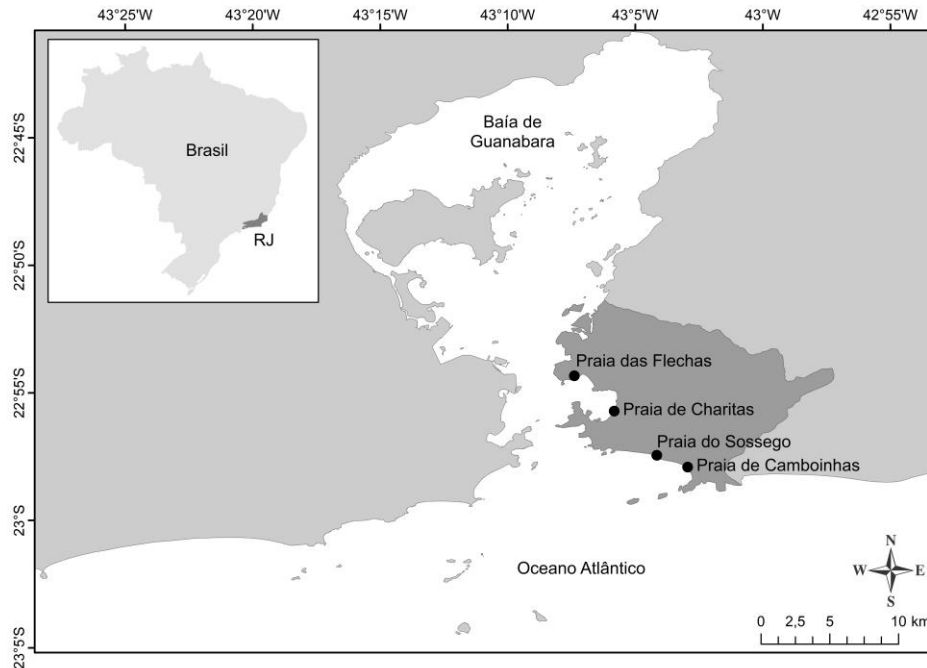 43°25'W 43°20'W 43°15'W 43°10'W 43°5'W 43°W 42°55'W
22°45'S
22°50'S
22°55'S
23°S
23°5'S
Brasil
RJ
Baía de
Guanabara
Praia das Flechas
Praia de Charitas
Praia do Sossego
Praia de Camboinhas
Oceano Atlântico
N
W E
S
0 2,5 5 10 km